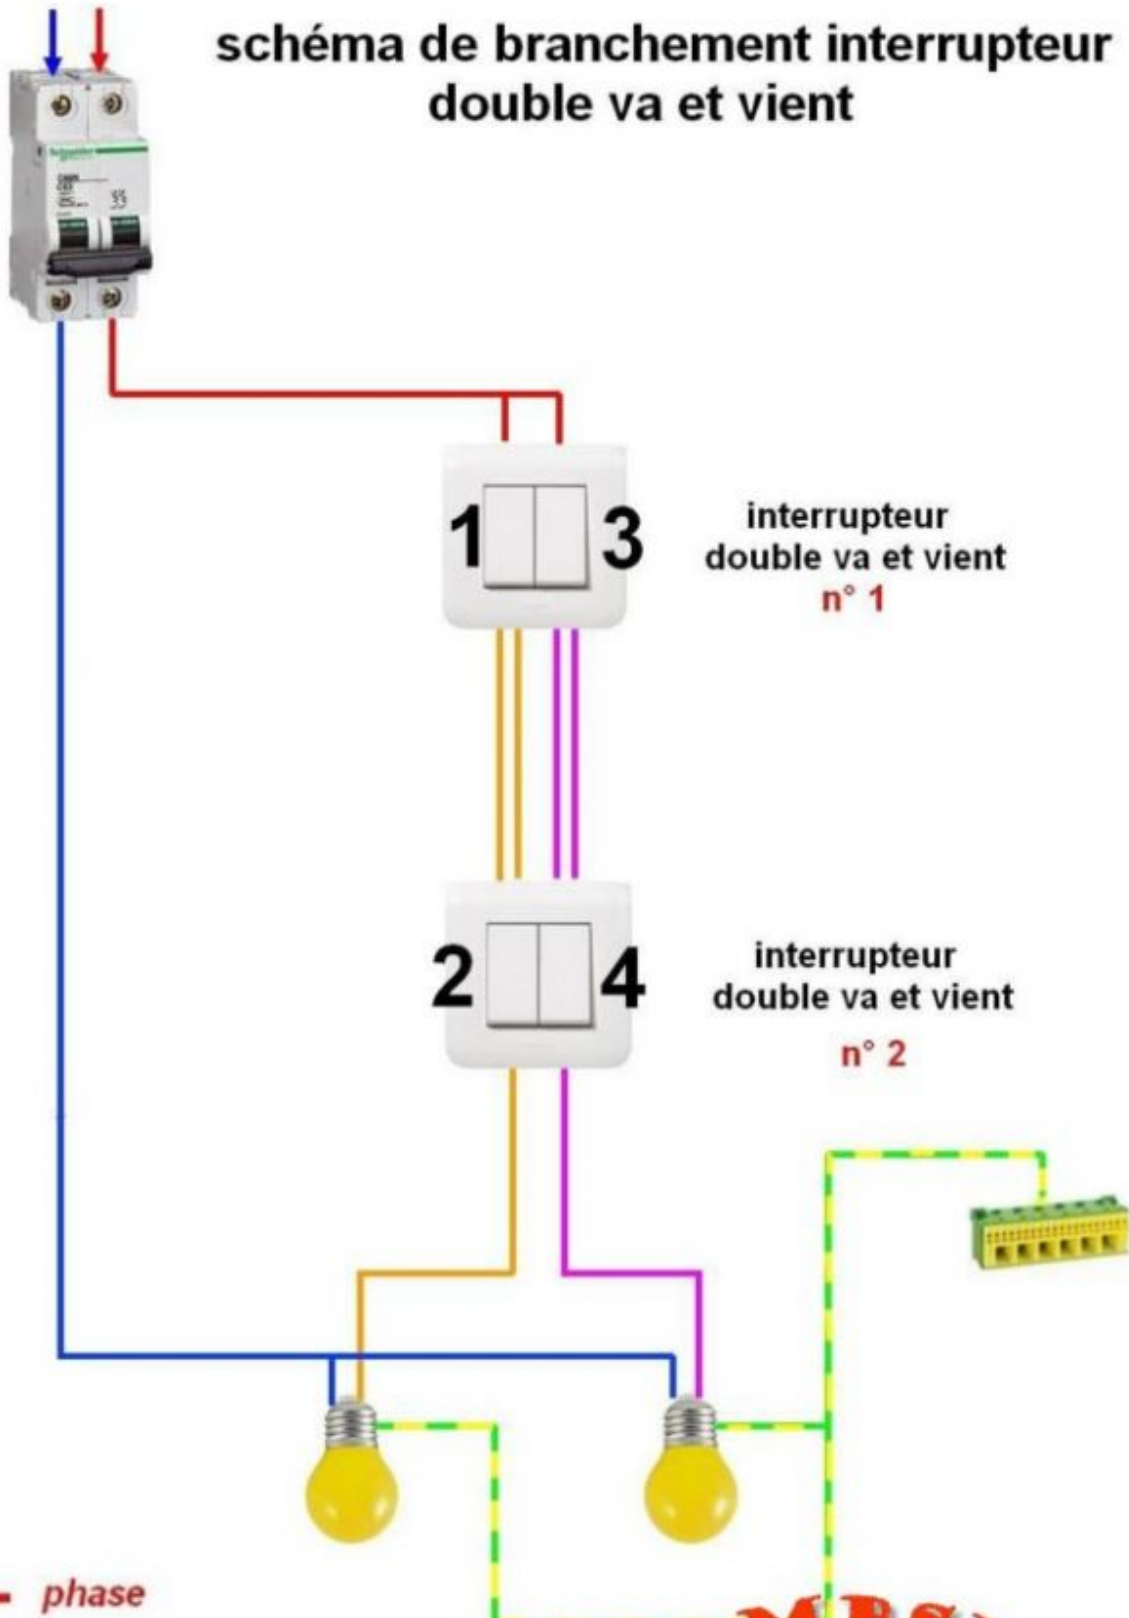 schéma de branchement interrupteur
double va et vient
Schneider
1 3
interrupteur
double va et vient
n° 1
2 4
interrupteur
double va et vient
n° 2
phase